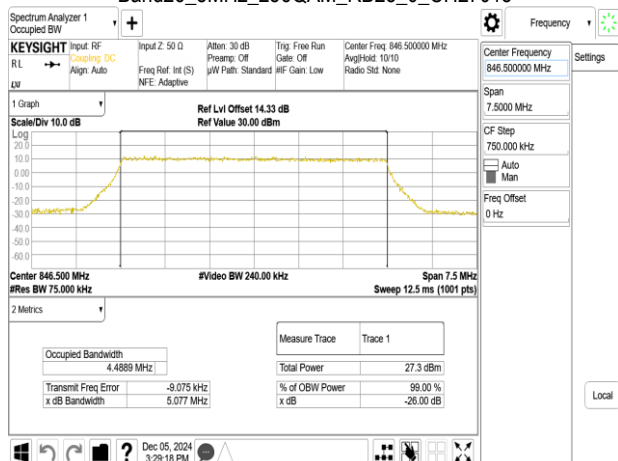 Spectrum Analyzer 1
Occupied BW
KEYSIGHT
RL
LXI
Input: RF
Coupling: DC
Align: Auto
Input Z: 50 Ω
Freq Ref: Int (S)
NFE: Adaptive
Atten: 30 dB
Preamp: Off
µW Path: Standard
Trig: Free Run
Gate: Off
#IF Gain: Low
Center Freq: 846.500000 MHz
Avg|Hold: 10/10
Radio Std: None
1 Graph
Scale/Div 10.0 dB
Ref Lvl Offset 14.33 dB
Ref Value 30.00 dBm
Log
20.0
10.0
0.00
-10.0
-20.0
-30.0
-40.0
-50.0
-60.0
Center 846.500 MHz
#Res BW 75.000 kHz
#Video BW 240.00 kHz
Span 7.5 MHz
Sweep 12.5 ms (1001 pts)
2 Metrics
Measure Trace Trace 1
Occupied Bandwidth
4.4889 MHz
Total Power 27.3 dBm
Transmit Freq Error -9.075 kHz
% of OBW Power 99.00 %
x dB Bandwidth 5.077 MHz
x dB -26.00 dB
Dec 05, 2024
3:29:18 PM
Frequency
Center Frequency
846.500000 MHz
Settings
Span
7.5000 MHz
CF Step
750.000 kHz
Auto
Man
Freq Offset
0 Hz
Local